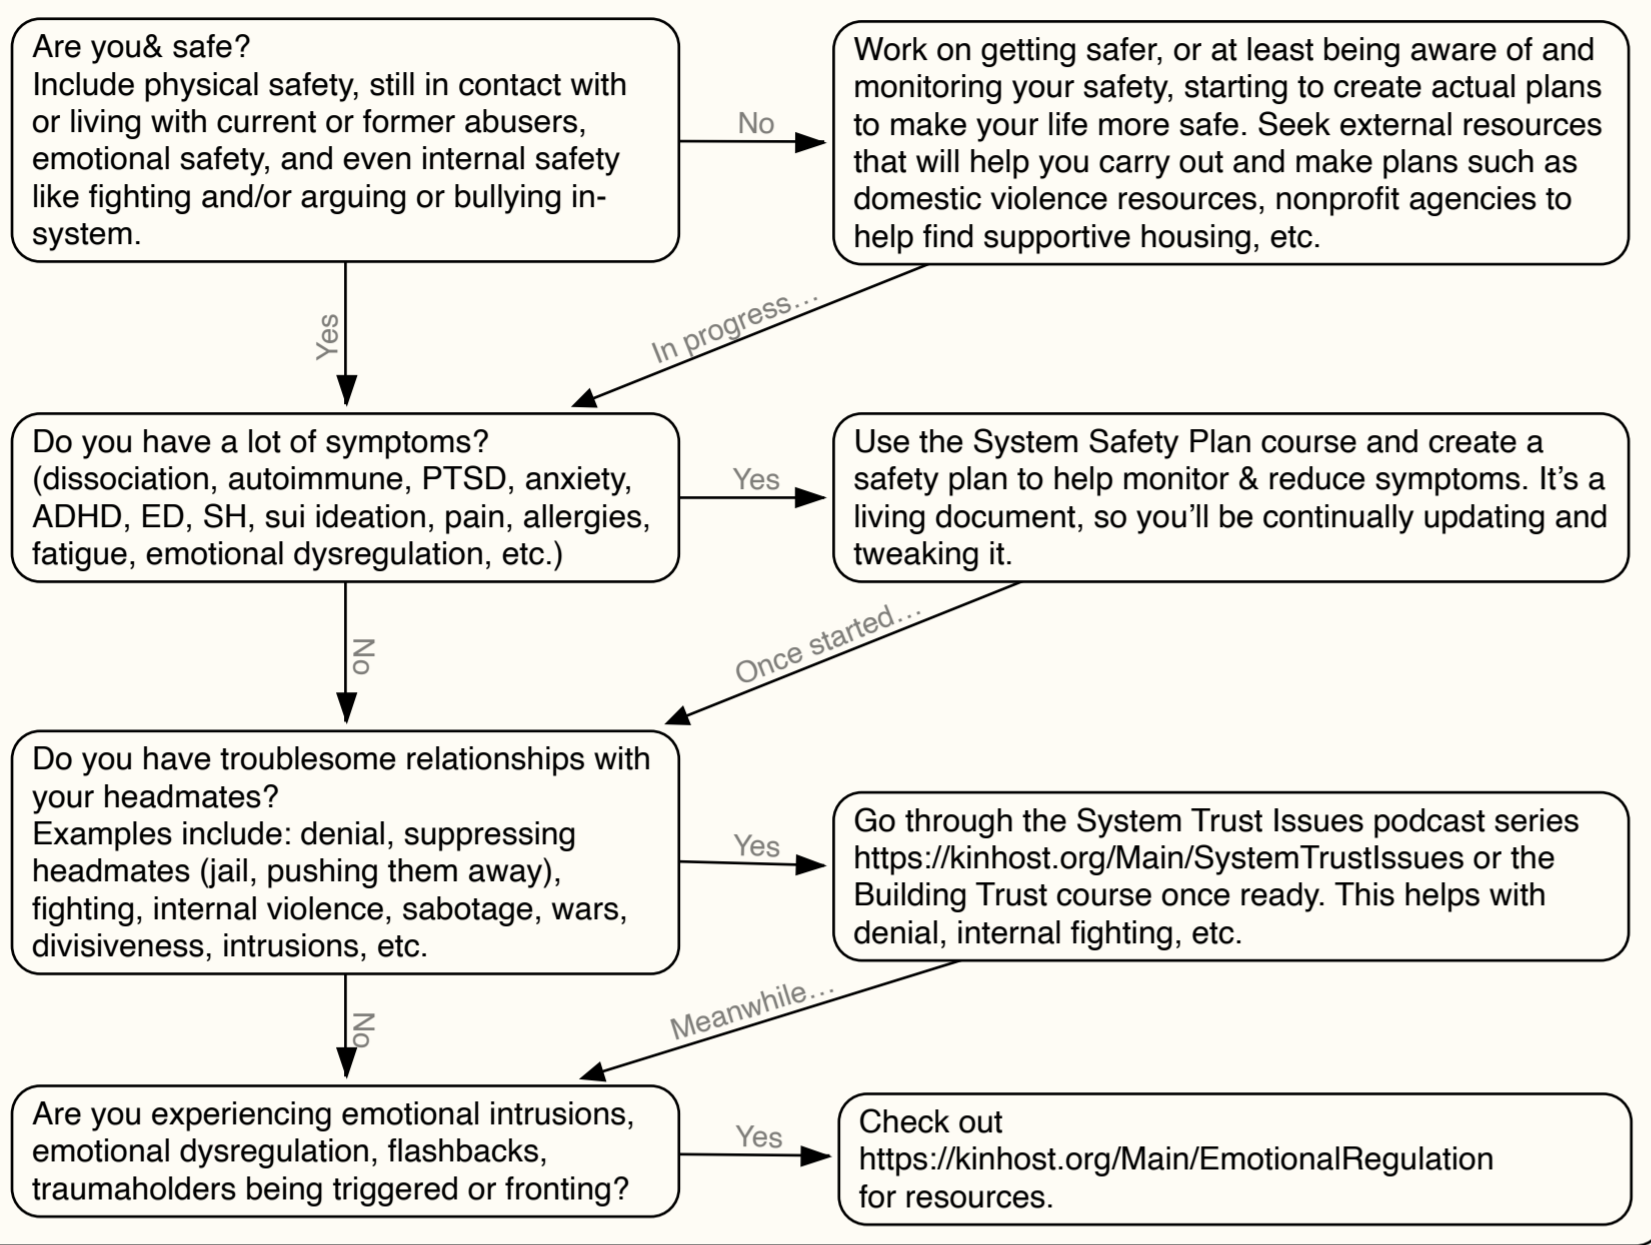 Are you& safe?
Include physical safety, still in contact with
or living with current or former abusers,
emotional safety, and even internal safety
like fighting and/or arguing or bullying in-
system.
No
Work on getting safer, or at least being aware of and
monitoring your safety, starting to create actual plans
to make your life more safe. Seek external resources
that will help you carry out and make plans such as
domestic violence resources, nonprofit agencies to
help find supportive housing, etc.
Yes
In progress...
Do you have a lot of symptoms?
(dissociation, autoimmune, PTSD, anxiety,
ADHD, ED, SH, sui ideation, pain, allergies,
fatigue, emotional dysregulation, etc.)
Yes
Use the System Safety Plan course and create a
safety plan to help monitor & reduce symptoms. It’s a
living document, so you’ll be continually updating and
tweaking it.
No
Once started...
Do you have troublesome relationships with
your headmates?
Examples include: denial, suppressing
headmates (jail, pushing them away),
fighting, internal violence, sabotage, wars,
divisiveness, intrusions, etc.
Yes
Go through the System Trust Issues podcast series
https://kinhost.org/Main/SystemTrustIssues or the
Building Trust course once ready. This helps with
denial, internal fighting, etc.
No
Meanwhile...
Are you experiencing emotional intrusions,
emotional dysregulation, flashbacks,
traumaholders being triggered or fronting?
Yes
Check out
https://kinhost.org/Main/EmotionalRegulation
for resources.